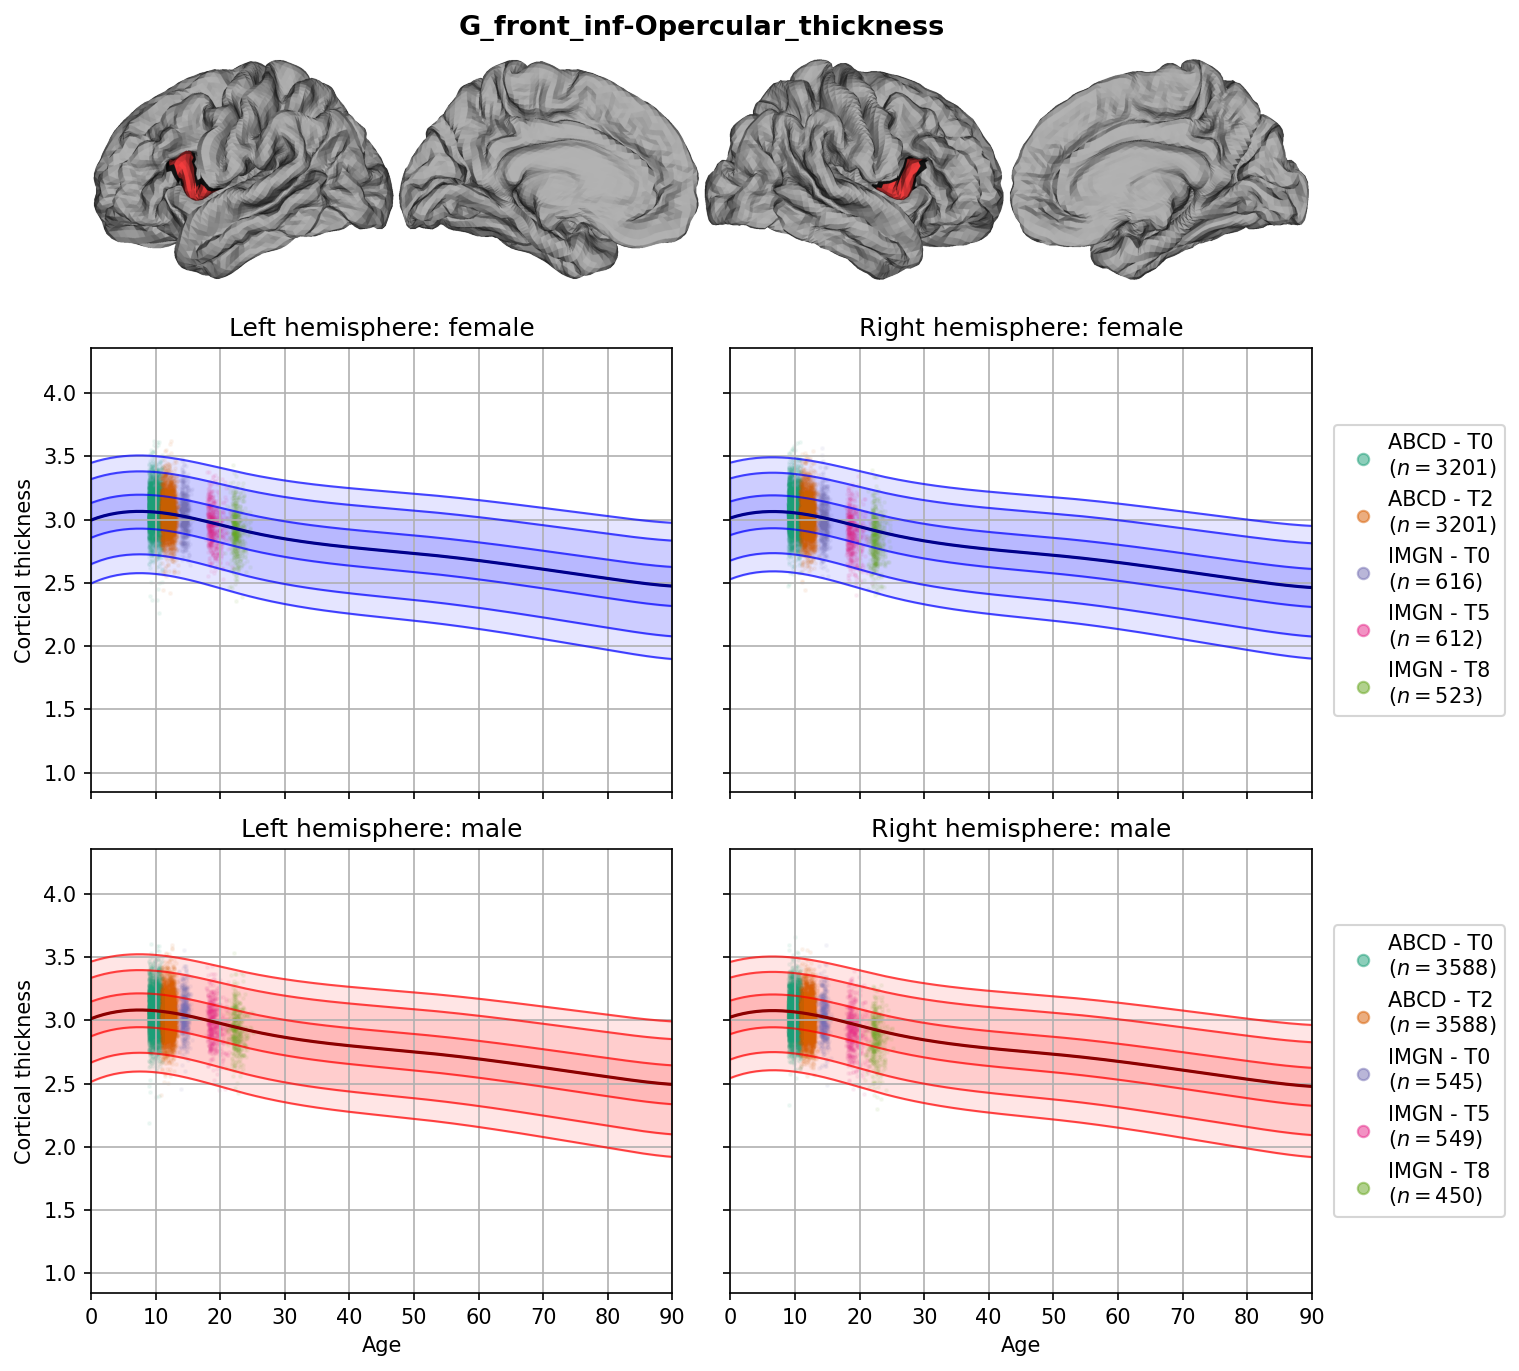 G_front_inf-Opercular_thickness
Left hemisphere: female
Right hemisphere: female
Cortical thickness
4.0
3.5
3.0
2.5
2.0
1.5
1.0
ABCD - T0
(n = 3201)
ABCD - T2
(n = 3201)
IMGN - T0
(n = 616)
IMGN - T5
(n = 612)
IMGN - T8
(n = 523)
Left hemisphere: male
Right hemisphere: male
Cortical thickness
4.0
3.5
3.0
2.5
2.0
1.5
1.0
0 10 20 30 40 50 60 70 80 90
Age
0 10 20 30 40 50 60 70 80 90
Age
ABCD - T0
(n = 3588)
ABCD - T2
(n = 3588)
IMGN - T0
(n = 545)
IMGN - T5
(n = 549)
IMGN - T8
(n = 450)